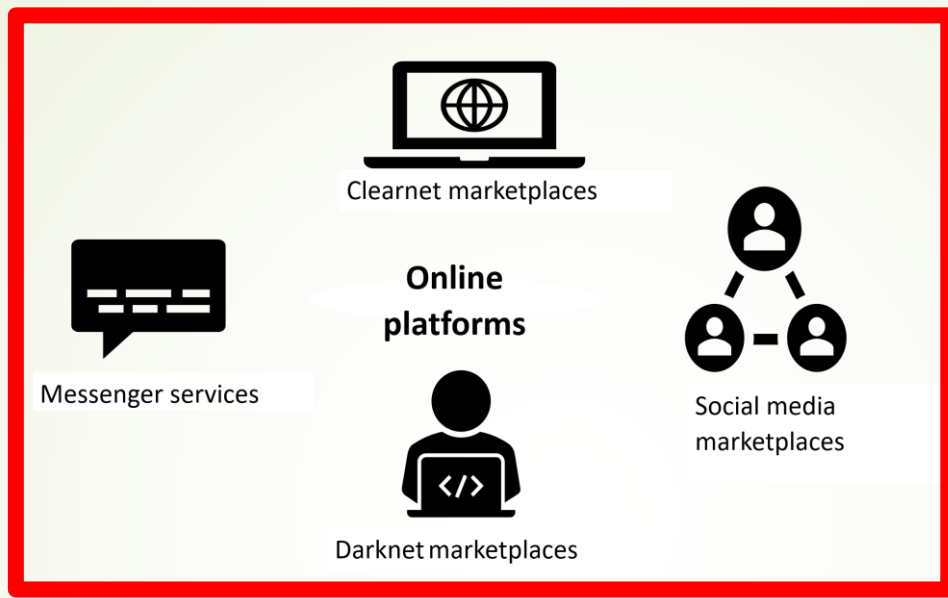 Clearnet marketplaces
Online
platforms
Messenger services
Social media
marketplaces
</>
Darknet marketplaces